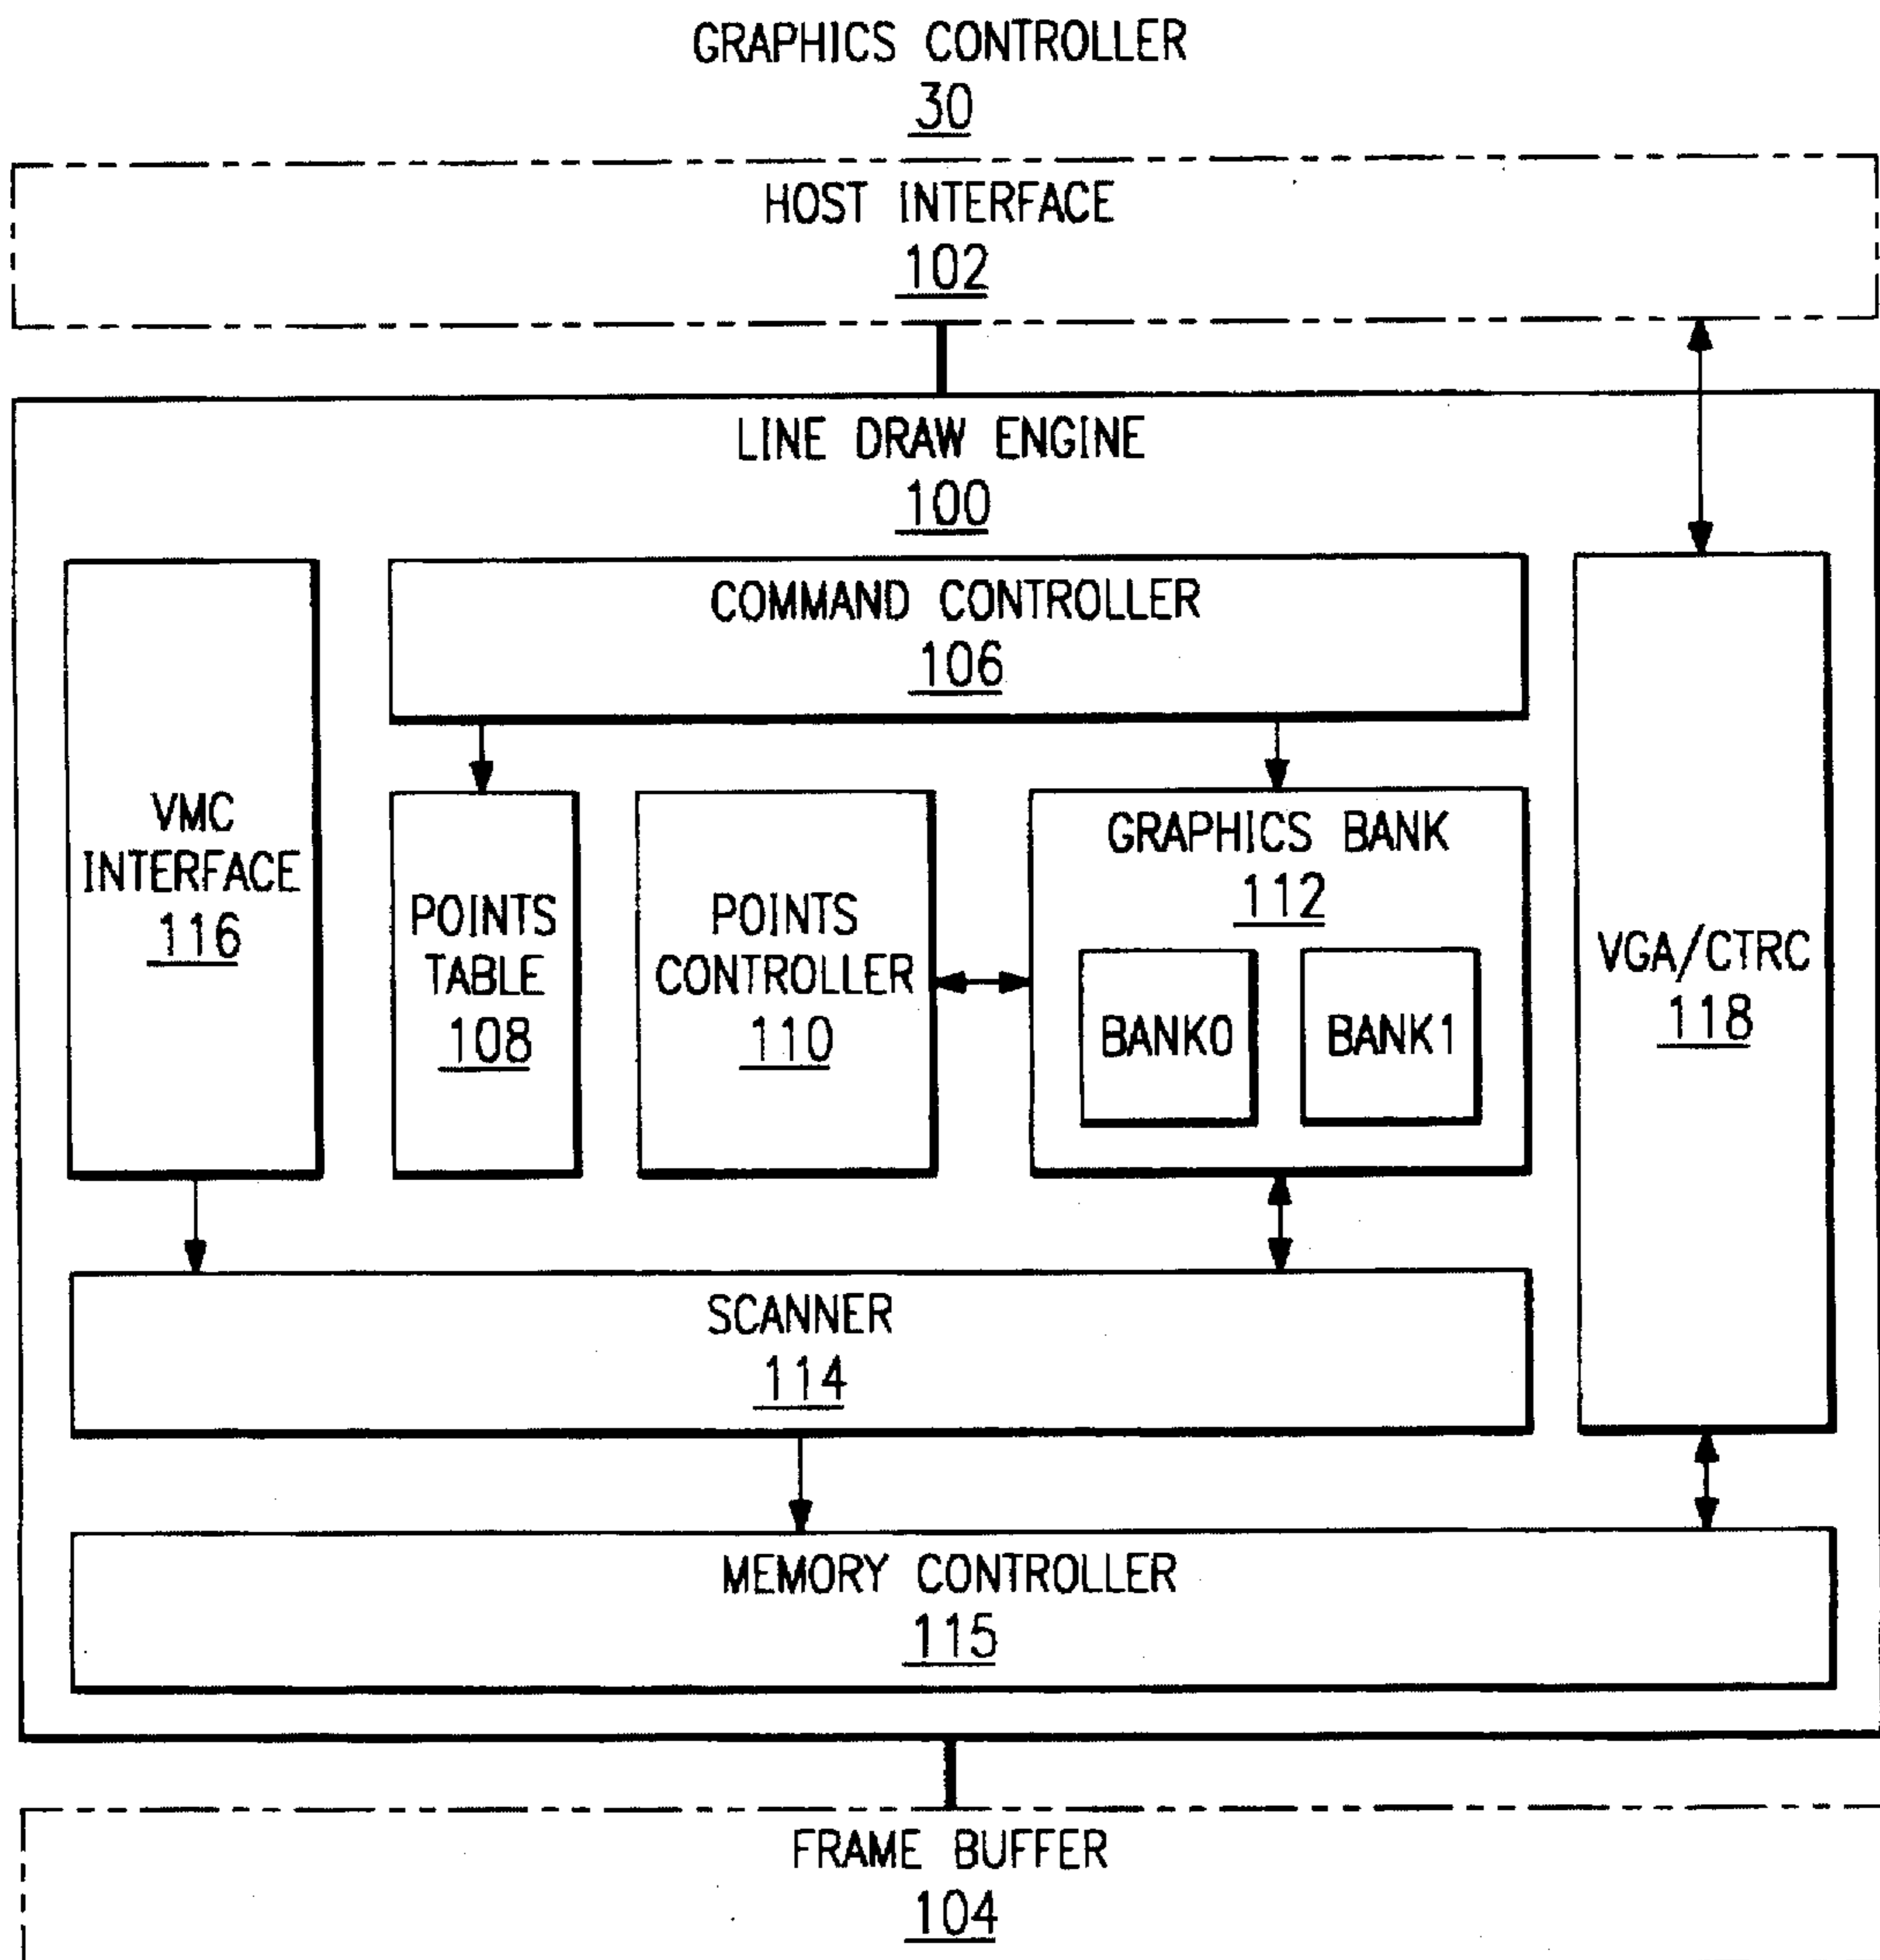 GRAPHICS CONTROLLER
30
HOST INTERFACE
102
LINE DRAW ENGINE
100
COMMAND CONTROLLER
106
VMC
INTERFACE
116
POINTS
TABLE
108
POINTS
CONTROLLER
110
GRAPHICS BANK
112
BANK0
BANK1
VGA/CTRC
118
SCANNER
114
MEMORY CONTROLLER
115
FRAME BUFFER
104